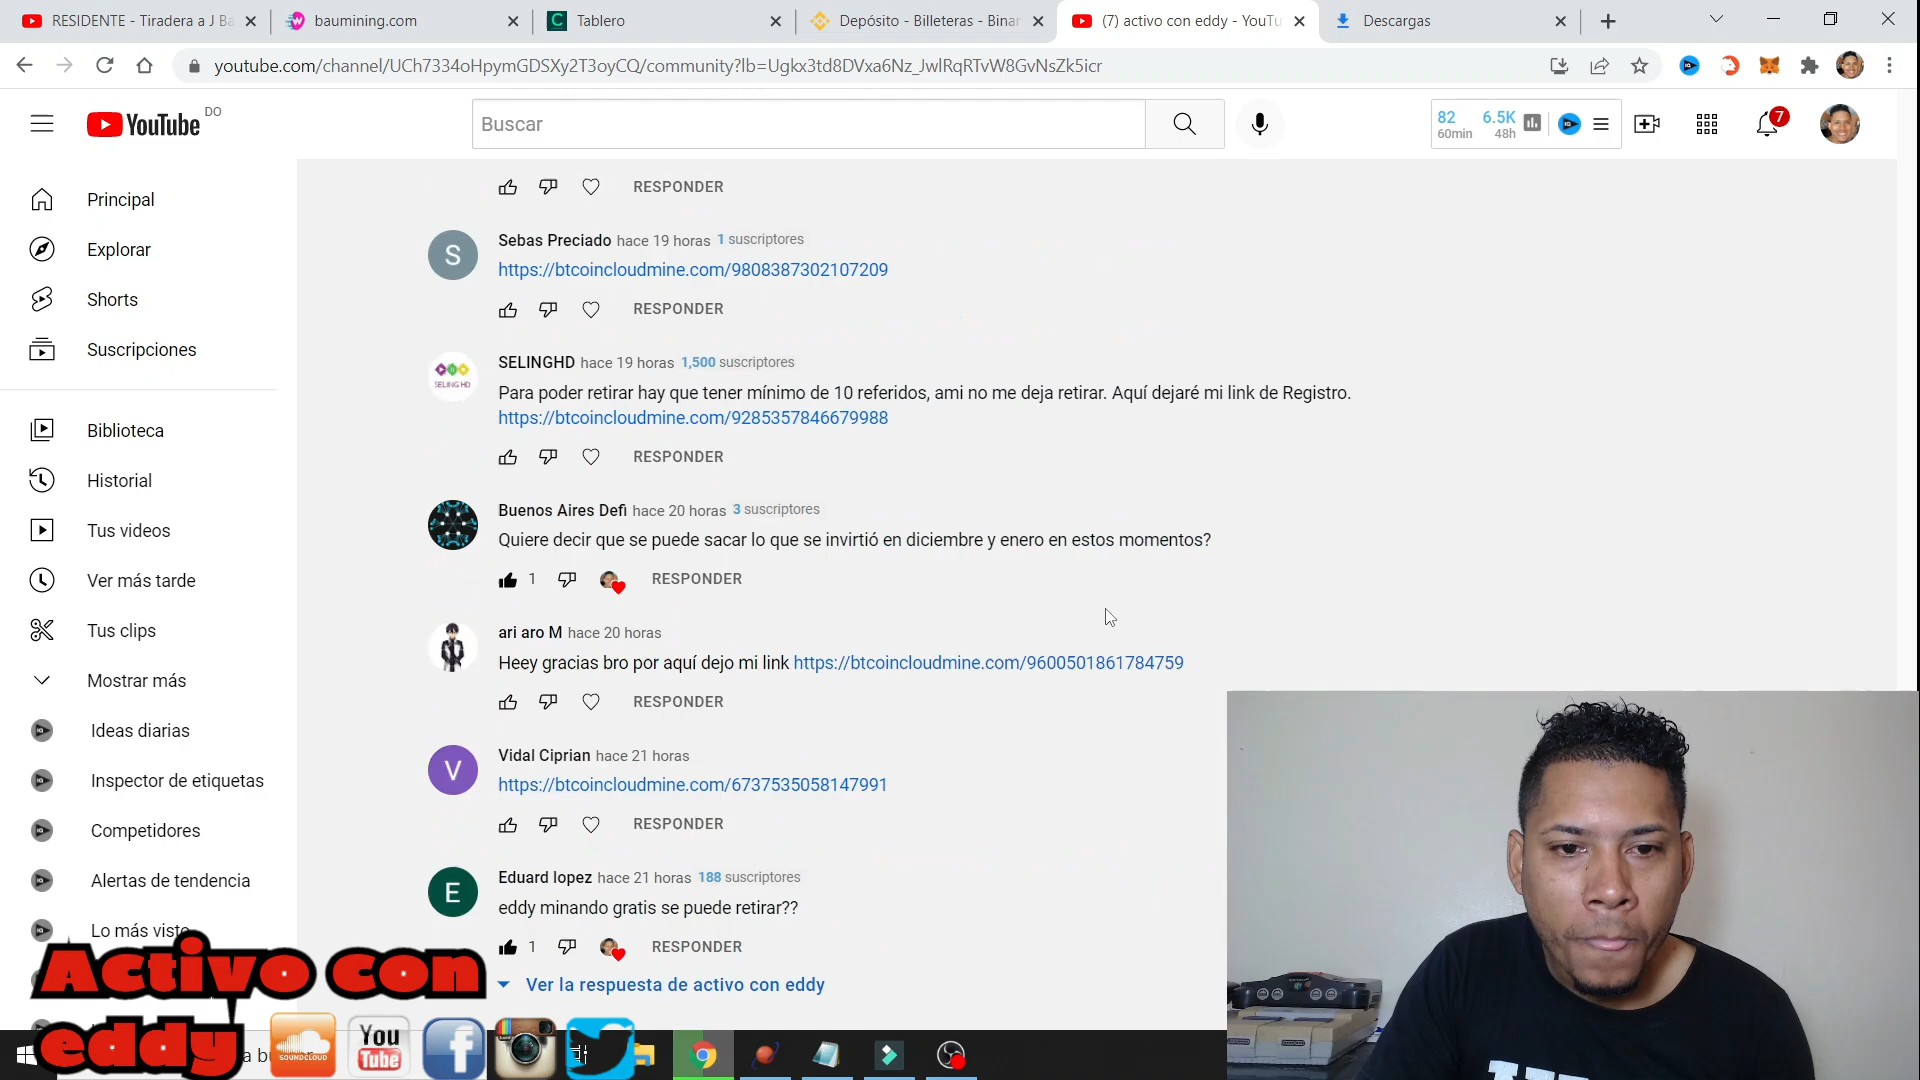 RESIDENTE - Tiradera a J Ba
baumining.com
Tablero
Depósito - Billeteras - Binan
(7) activo con eddy - YouTu
Descargas
youtube.com/channel/UCh7334oHpymGDSXy2T3oyCQ/community?lb=Ugkx3td8DVxa6Nz_JwlRqRTvW8GvNsZk5icr
YouTube
DO
Buscar
82
60min
6.5K
48h
7
Principal
Explorar
Shorts
Suscripciones
Biblioteca
Historial
Tus videos
Ver más tarde
Tus clips
Mostrar más
Ideas diarias
Inspector de etiquetas
Competidores
Alertas de tendencia
Lo más visto
RESPONDER
S
Sebas Preciado hace 19 horas 1 suscriptores
https://btcoincloudmine.com/9808387302107209
RESPONDER
SELING HD
SELINGHD hace 19 horas 1,500 suscriptores
Para poder retirar hay que tener mínimo de 10 referidos, ami no me deja retirar. Aquí dejaré mi link de Registro.
https://btcoincloudmine.com/9285357846679988
RESPONDER
Buenos Aires Defi hace 20 horas 3 suscriptores
Quiere decir que se puede sacar lo que se invirtió en diciembre y enero en estos momentos?
1 RESPONDER
ari aro M hace 20 horas
Heey gracias bro por aquí dejo mi link https://btcoincloudmine.com/9600501861784759
RESPONDER
V
Vidal Ciprian hace 21 horas
https://btcoincloudmine.com/6737535058147991
RESPONDER
E
Eduard lopez hace 21 horas 188 suscriptores
eddy minando gratis se puede retirar??
1 RESPONDER
Ver la respuesta de activo con eddy
Activo con
eddy
SOUNDCLOUD
You
Tube